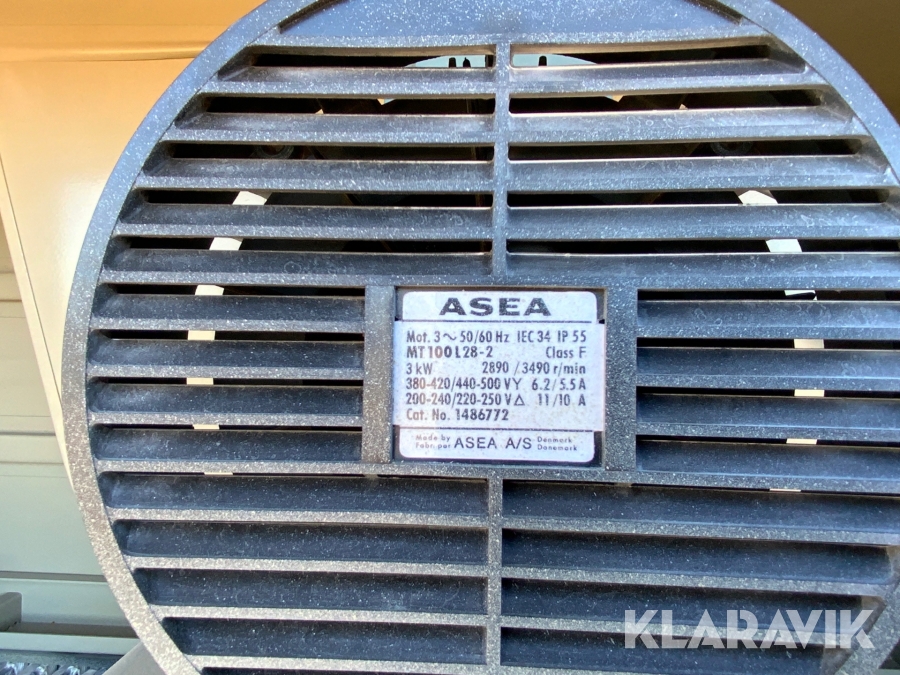 ASEA
Mot. 3~50/60 Hz IEC 34 IP 55
MT100L28-2 Class F
3 kW 2890/3490 r/min
380-420/440-500 VY 6.2/5.5 A
200-240/220-250 V△ 11/10 A
Cat. No. 1486772
Made by ASEA A/S Denmark
Fabr. par Danemark
KLARAVIK